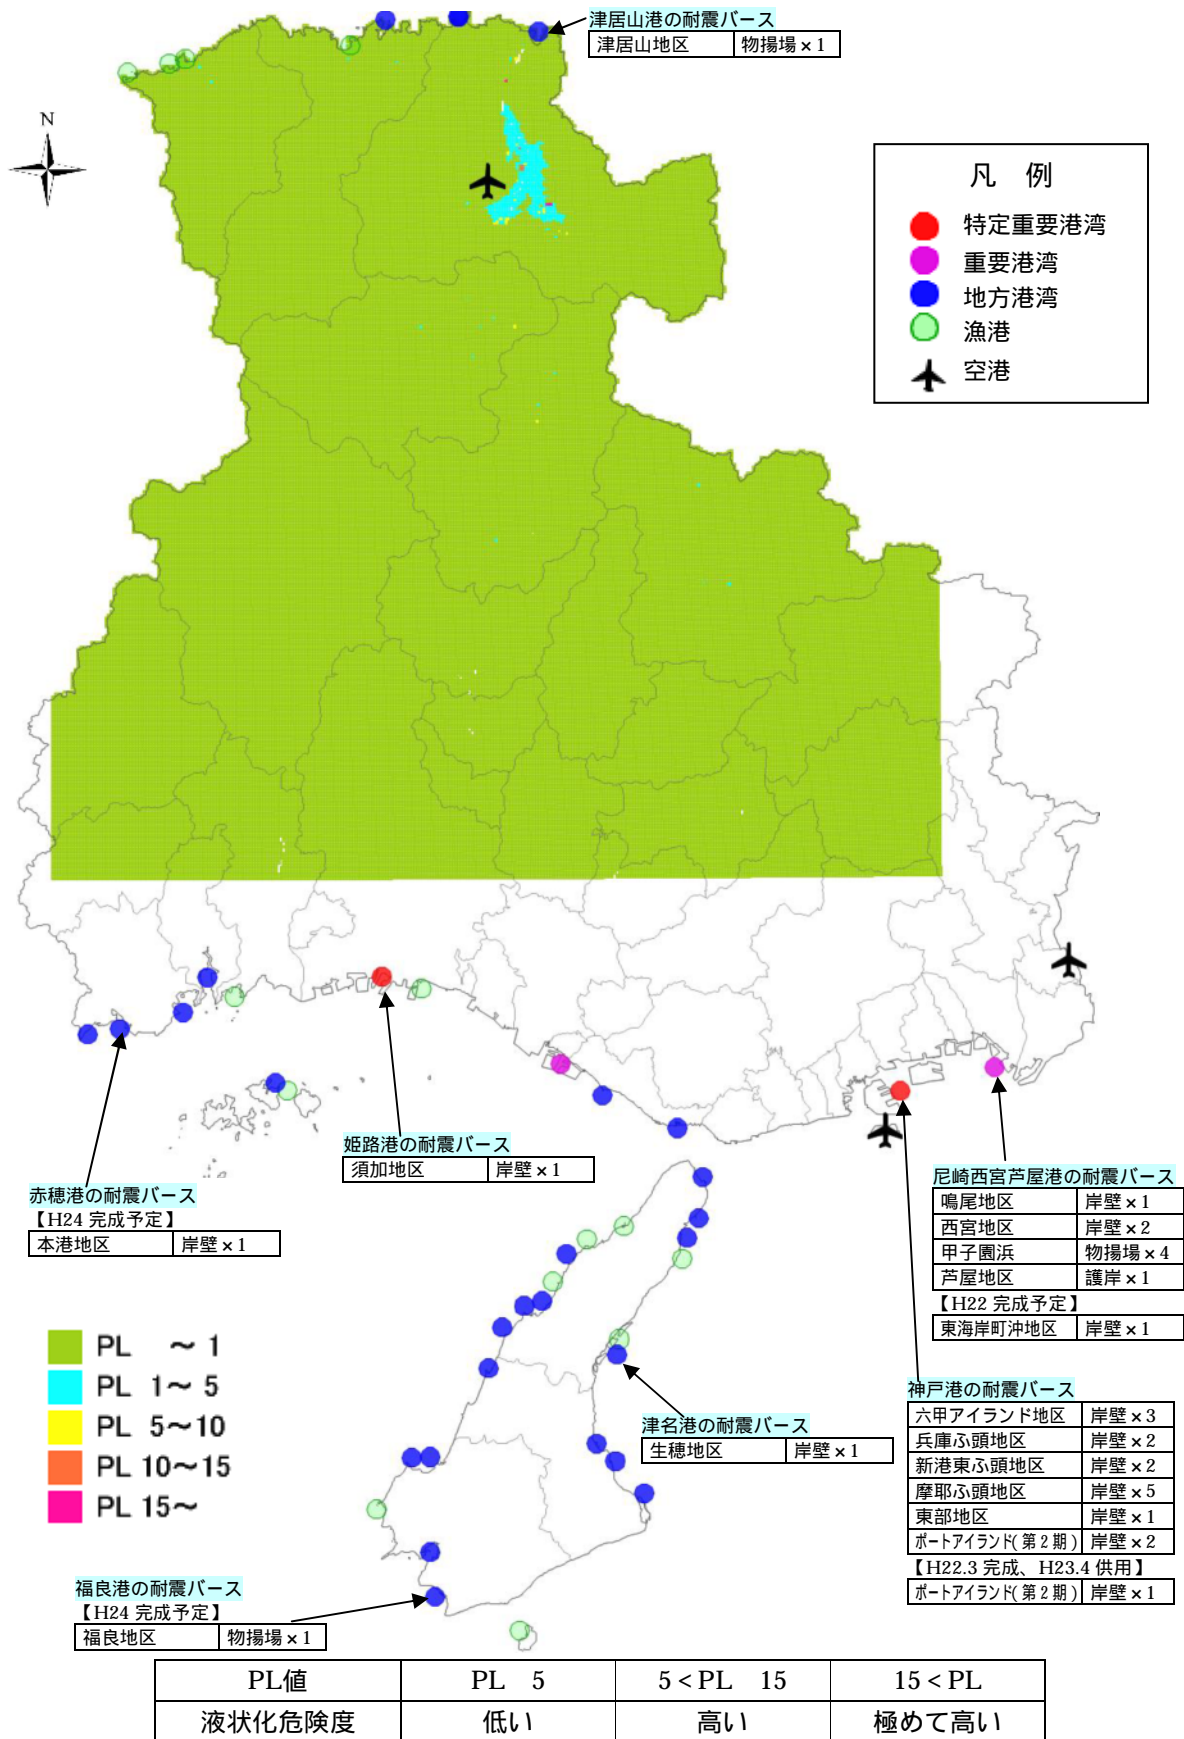 津居山港の耐震バース
津居山地区 物揚場×1
N
凡 例
特定重要港湾
重要港湾
地方港湾
漁港
空港
姫路港の耐震バース
須加地区 岸壁×1
赤穂港の耐震バース
【H24 完成予定】
本港地区 岸壁×1
尼崎西宮芦屋港の耐震バース
鳴尾地区 岸壁×1
西宮地区 岸壁×2
甲子園浜 物揚場×4
芦屋地区 護岸×1
【H22 完成予定】
東海岸町沖地区 岸壁×1
PL ～ 1
PL 1～ 5
PL 5～10
PL 10～15
PL 15～
津名港の耐震バース
生穂地区 岸壁×1
神戸港の耐震バース
六甲アイランド地区 岸壁×3
兵庫ふ頭地区 岸壁×2
新港東ふ頭地区 岸壁×2
摩耶ふ頭地区 岸壁×5
東部地区 岸壁×1
ポートアイランド(第2期) 岸壁×2
【H22.3 完成、H23.4 供用】
ポートアイランド(第2期) 岸壁×1
福良港の耐震バース
【H24 完成予定】
福良地区 物揚場×1
PL値 PL 5 5<PL 15 15<PL
液状化危険度 低い 高い 極めて高い